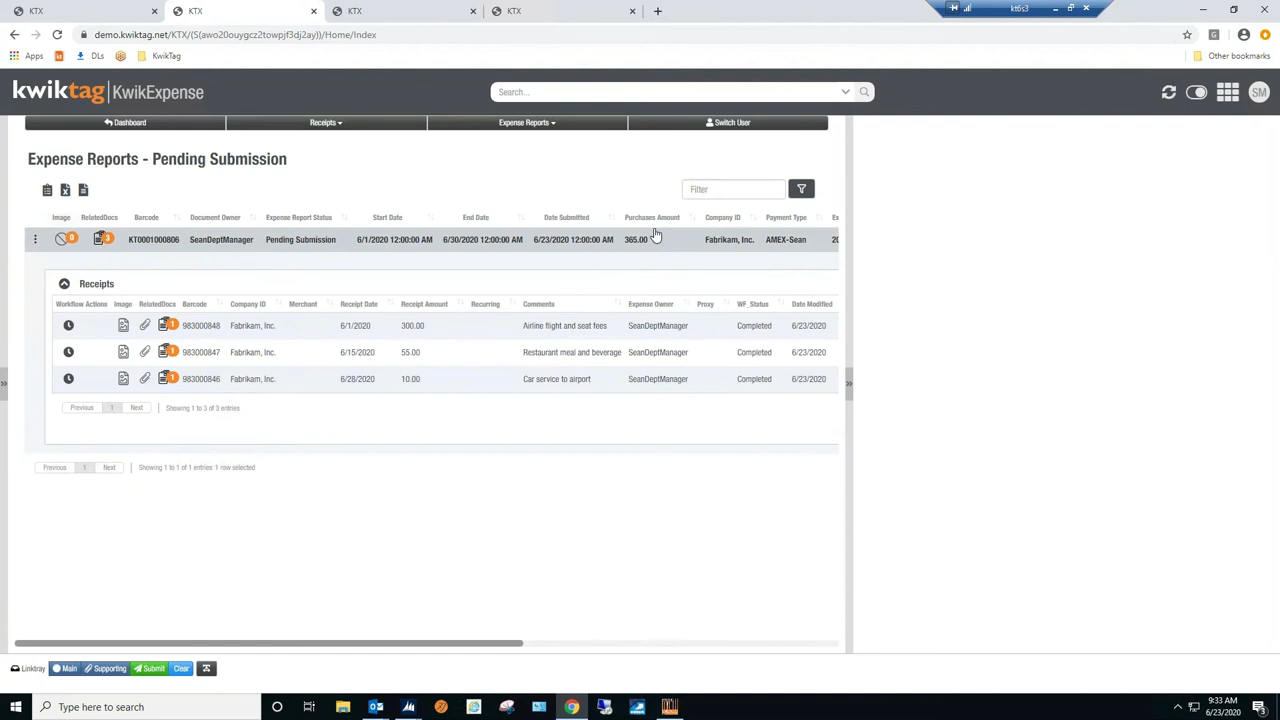 KTX KTX KTX KTX kt6s3
demo.kwiktag.net/KTX/(S(awo20ouygcz2towpjf3dj2ay))/Home/Index
Apps DLs KwikTag Other bookmarks
kwiktag | KwikExpense Search... SM
Dashboard Receipts Expense Reports Switch User
Expense Reports - Pending Submission
Filter
Image RelatedDocs Barcode Document Owner Expense Report Status Start Date End Date Date Submitted Purchases Amount Company ID Payment Type Ex
0 3 KT0001000806 SeanDeptManager Pending Submission 6/1/2020 12:00:00 AM 6/30/2020 12:00:00 AM 6/23/2020 12:00:00 AM 365.00 Fabrikam, Inc. AMEX-Sean 20
Receipts
Workflow Actions Image RelatedDocs Barcode Company ID Merchant Receipt Date Receipt Amount Recurring Comments Expense Owner Proxy WF_Status Date Modified
1 983000848 Fabrikam, Inc. 6/1/2020 300.00 Airline flight and seat fees SeanDeptManager Completed 6/23/2020
1 983000847 Fabrikam, Inc. 6/15/2020 55.00 Restaurant meal and beverage SeanDeptManager Completed 6/23/2020
1 983000846 Fabrikam, Inc. 6/28/2020 10.00 Car service to airport SeanDeptManager Completed 6/23/2020
Previous 1 Next Showing 1 to 3 of 3 entries
Previous 1 Next Showing 1 to 1 of 1 entries 1 row selected
Linktray Main Supporting Submit Clear
Type here to search 9:33 AM
6/23/2020 3